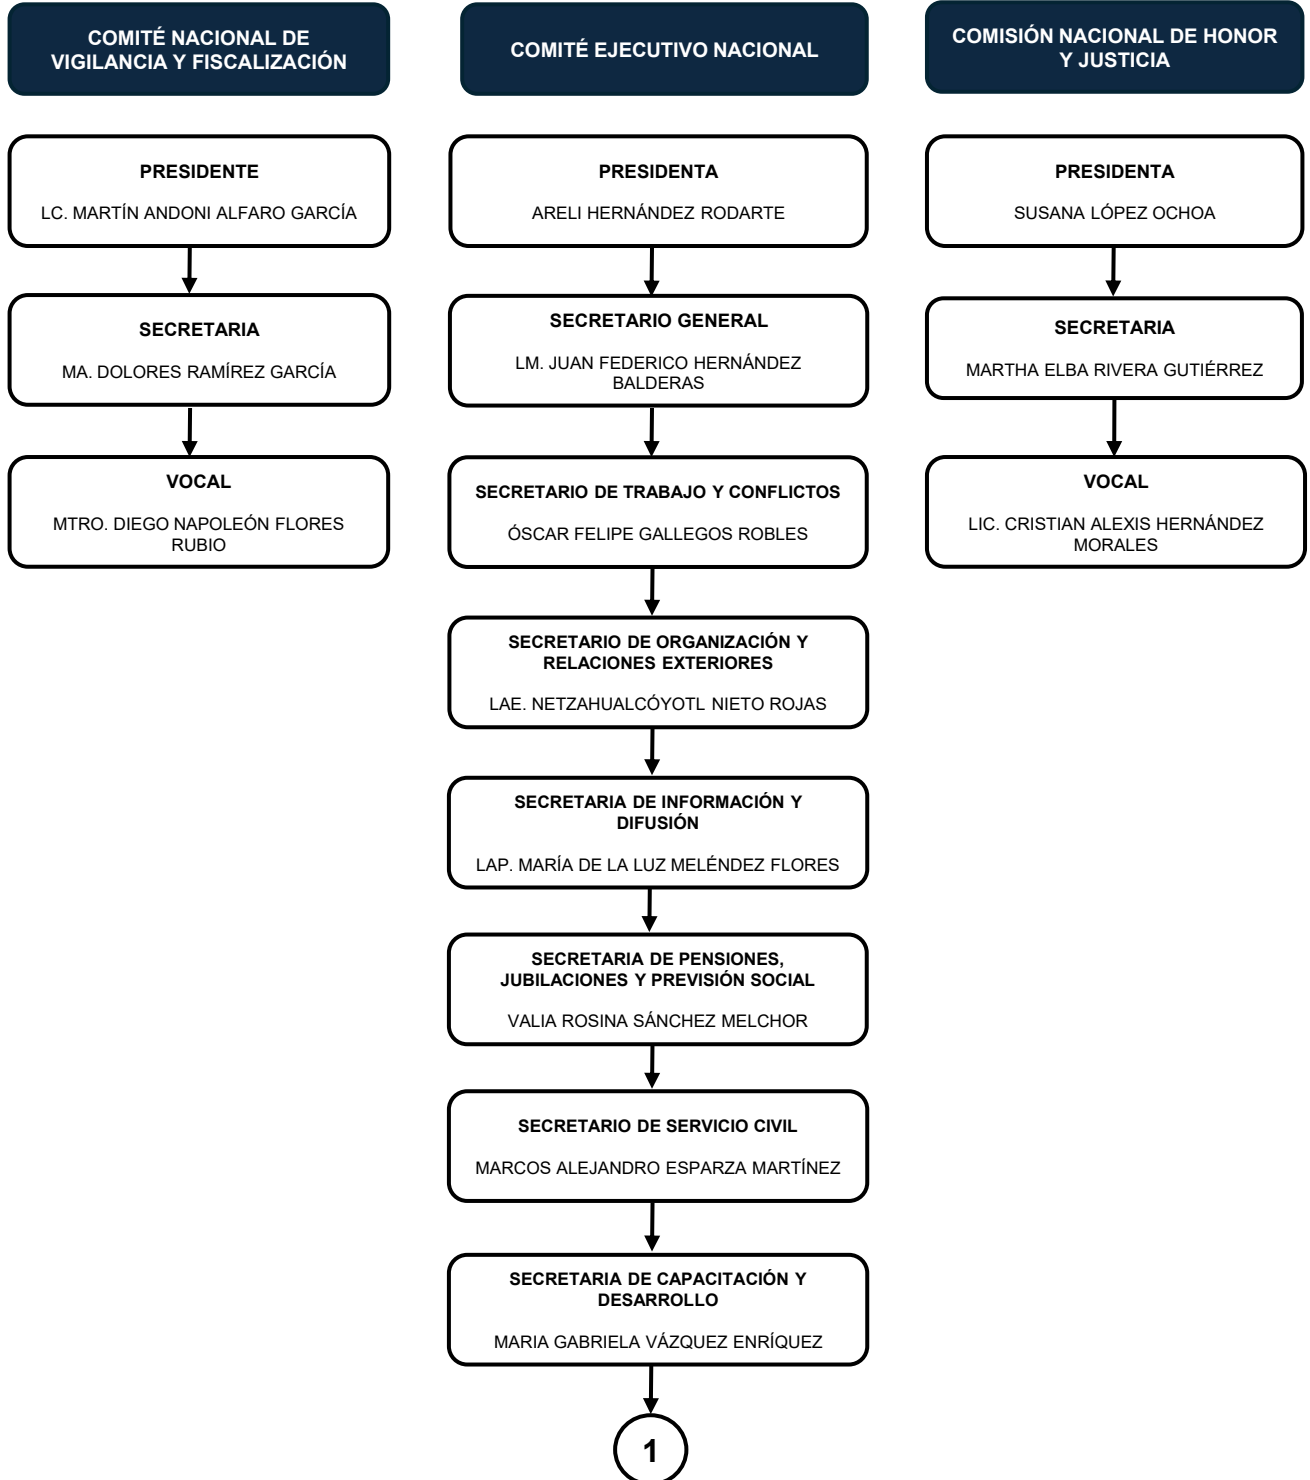 COMITÉ NACIONAL DE
VIGILANCIA Y FISCALIZACIÓN
PRESIDENTE
LC. MARTÍN ANDONI ALFARO GARCÍA
SECRETARIA
MA. DOLORES RAMÍREZ GARCÍA
VOCAL
MTRO. DIEGO NAPOLEÓN FLORES
RUBIO
COMITÉ EJECUTIVO NACIONAL
PRESIDENTA
ARELI HERNÁNDEZ RODARTE
SECRETARIO GENERAL
LM. JUAN FEDERICO HERNÁNDEZ
BALDERAS
SECRETARIO DE TRABAJO Y CONFLICTOS
ÓSCAR FELIPE GALLEGOS ROBLES
SECRETARIO DE ORGANIZACIÓN Y
RELACIONES EXTERIORES
LAE. NETZAHUALCÓYOTL NIETO ROJAS
SECRETARIA DE INFORMACIÓN Y
DIFUSIÓN
LAP. MARÍA DE LA LUZ MELÉNDEZ FLORES
SECRETARIA DE PENSIONES,
JUBILACIONES Y PREVISIÓN SOCIAL
VALIA ROSINA SÁNCHEZ MELCHOR
SECRETARIO DE SERVICIO CIVIL
MARCOS ALEJANDRO ESPARZA MARTÍNEZ
SECRETARIA DE CAPACITACIÓN Y
DESARROLLO
MARIA GABRIELA VÁZQUEZ ENRÍQUEZ
1
COMISIÓN NACIONAL DE HONOR
Y JUSTICIA
PRESIDENTA
SUSANA LÓPEZ OCHOA
SECRETARIA
MARTHA ELBA RIVERA GUTIÉRREZ
VOCAL
LIC. CRISTIAN ALEXIS HERNÁNDEZ
MORALES